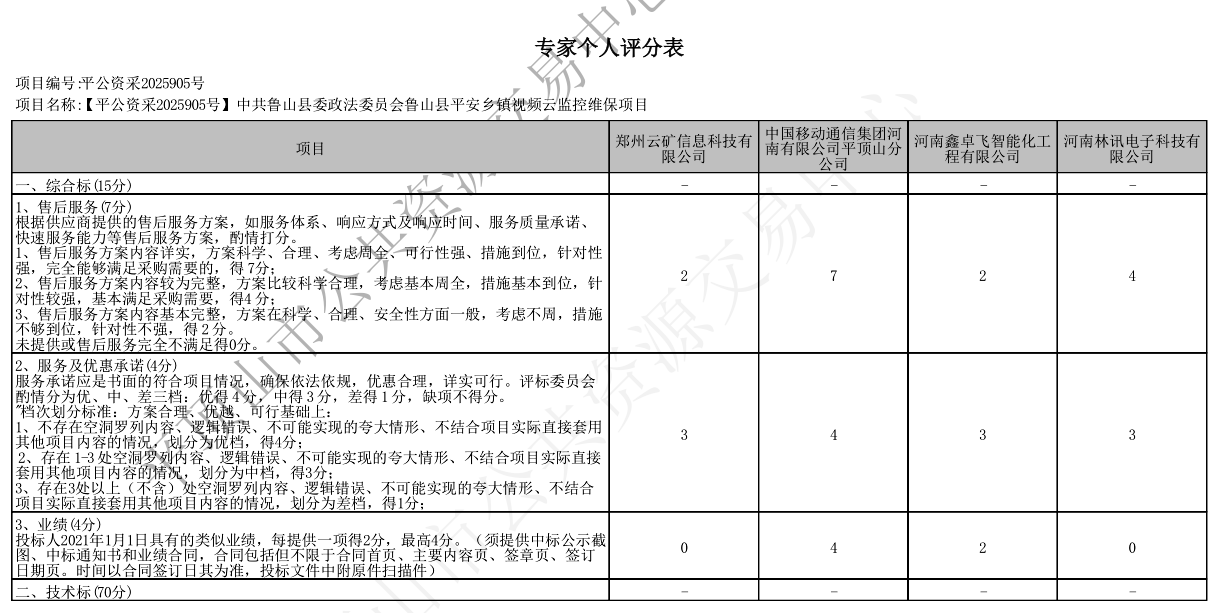 专家个人评分表
项目编号:平公资采2025905号
项目名称:【平公资采2025905号】中共鲁山县委政法委员会鲁山县平安乡镇视频云监控维保项目
项目
郑州云矿信息科技有
限公司
中国移动通信集团河
南有限公司平顶山分
公司
河南鑫卓飞智能化工
程有限公司
河南林讯电子科技有
限公司
一、综合标(15分)
–
–
–
–
1、售后服务(7分)
根据供应商提供的售后服务方案，如服务体系、响应方式及响应时间、服务质量承诺、
快速服务能力等售后服务方案，酌情打分。
1、售后服务方案内容详实，方案科学、合理、考虑周全、可行性强、措施到位，针对性
强，完全能够满足采购需要的，得 7分；
2、售后服务方案内容较为完整，方案比较科学合理，考虑基本周全，措施基本到位，针
对性较强，基本满足采购需要，得4 分；
3、售后服务方案内容基本完整，方案在科学、合理、安全性方面一般，考虑不周，措施
不够到位，针对性不强，得 2 分。
未提供或售后服务完全不满足得0分。
2
7
2
4
2、服务及优惠承诺(4分)
服务承诺应是书面的符合项目情况，确保依法依规，优惠合理，详实可行。评标委员会
酌情分为优、中、差三档：优得 4 分，中得 3 分，差得 1 分，缺项不得分。
"档次划分标准：方案合理、优越、可行基础上：
1、不存在空洞罗列内容、逻辑错误、不可能实现的夸大情形、不结合项目实际直接套用
其他项目内容的情况，划分为优档，得4分；
2、存在 1-3 处空洞罗列内容、逻辑错误、不可能实现的夸大情形、不结合项目实际直接
套用其他项目内容的情况，划分为中档，得3分；
3、存在3处以上（不含）处空洞罗列内容、逻辑错误、不可能实现的夸大情形、不结合
项目实际直接套用其他项目内容的情况，划分为差档，得1分；
3
4
3
3
3、业绩(4分)
投标人2021年1月1日具有的类似业绩，每提供一项得2分，最高4分。（须提供中标公示截
图、中标通知书和业绩合同，合同包括但不限于合同首页、主要内容页、签章页、签订
日期页。时间以合同签订日其为准，投标文件中附原件扫描件）
0
4
2
0
二、技术标(70分)
–
–
–
–
平顶山市公共资源交易中心
山市公共资源交易中心